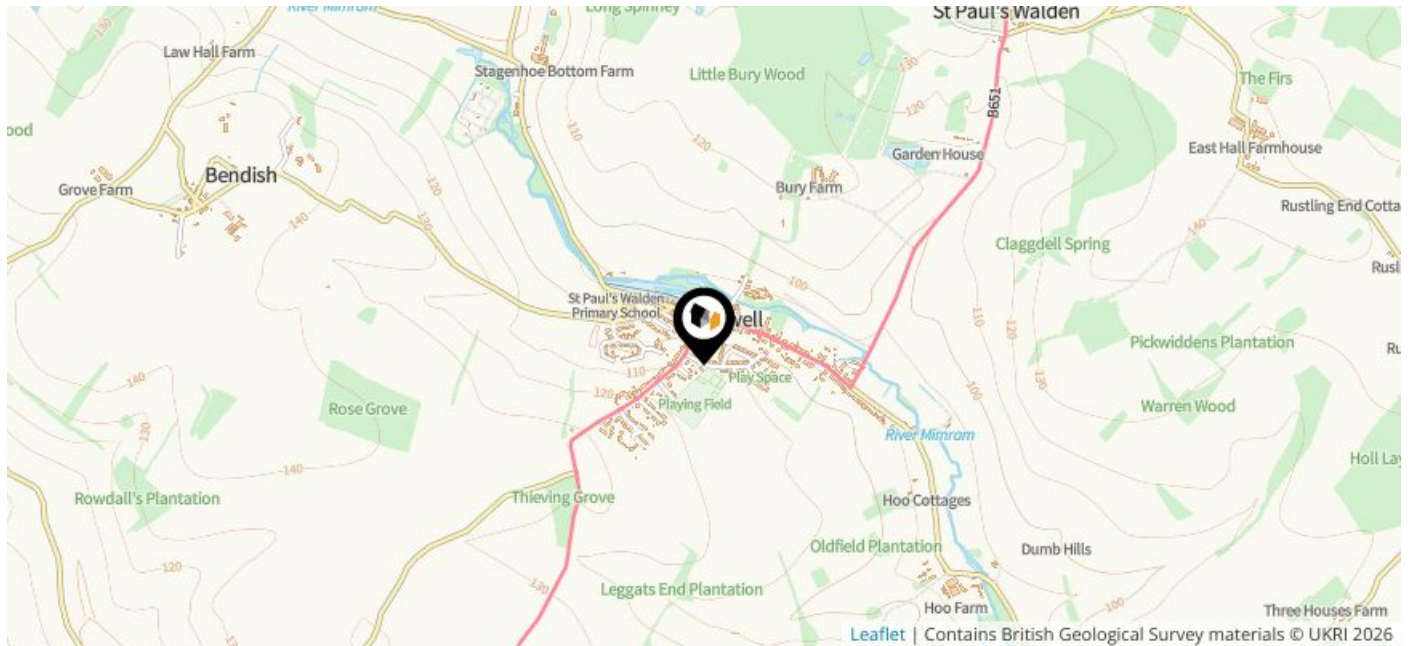 River Mimram
Long Spinney
St Paul's Walden
130
Law Hall Farm
130
Stagenhoe Bottom Farm
Little Bury Wood
The Firs
120
B651
110
ood
120
Garden House
East Hall Farmhouse
Bendish
120
Grove Farm
Bury Farm
140
130
Rustling End Cotta
140
Claggdell Spring
Rusl
100
St Paul's Walden
Primary School
vell
110
120
Pickwiddens Plantation
Ru
110
Play Space
140
120
130
Rose Grove
Playing Field
Warren Wood
130
River Mimram
140
Holl Lay
Rowdall's Plantation
Thieving Grove
Hoo Cottages
Oldfield Plantation
Dumb Hills
120
130
Leggats End Plantation
100
Hoo Farm
Three Houses Farm
130
Leaflet | Contains British Geological Survey materials © UKRI 2026